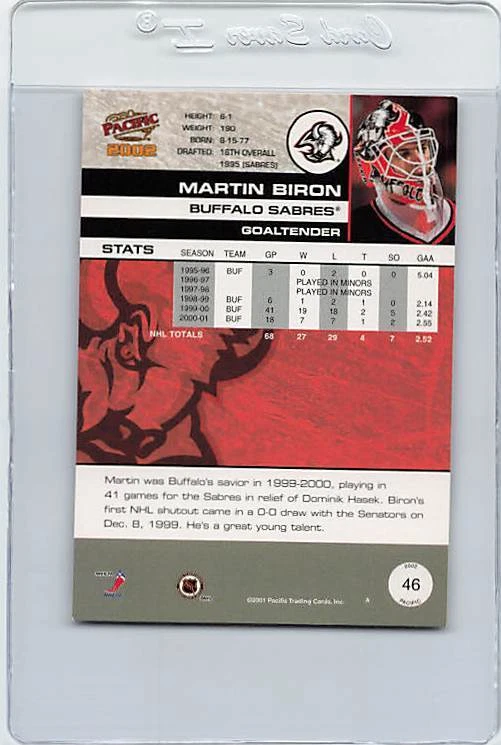 Card Saver I ®
PACIFIC
2002
HEIGHT: 6-1
WEIGHT: 190
BORN: 8-15-77
DRAFTED: 16TH OVERALL
1995 (SABRES)
MARTIN BIRON
BUFFALO SABRES®
GOALTENDER
STATS SEASON TEAM GP W L T SO GAA
1995-96 BUF 3 0 2 0 0 5.04
1996-97 PLAYED IN MINORS
1997-98 PLAYED IN MINORS
1998-99 BUF 6 1 2 1 0 2.14
1999-00 BUF 41 19 18 2 5 2.42
2000-01 BUF 18 7 7 1 2 2.55
NHL TOTALS 68 27 29 4 7 2.52
Martin was Buffalo's savior in 1999-2000, playing in
41 games for the Sabres in relief of Dominik Hasek. Biron's
first NHL shutout came in a 0-0 draw with the Senators on
Dec. 8, 1999. He's a great young talent.
2002
46
PACIFIC
©2001 Pacific Trading Cards, Inc. A